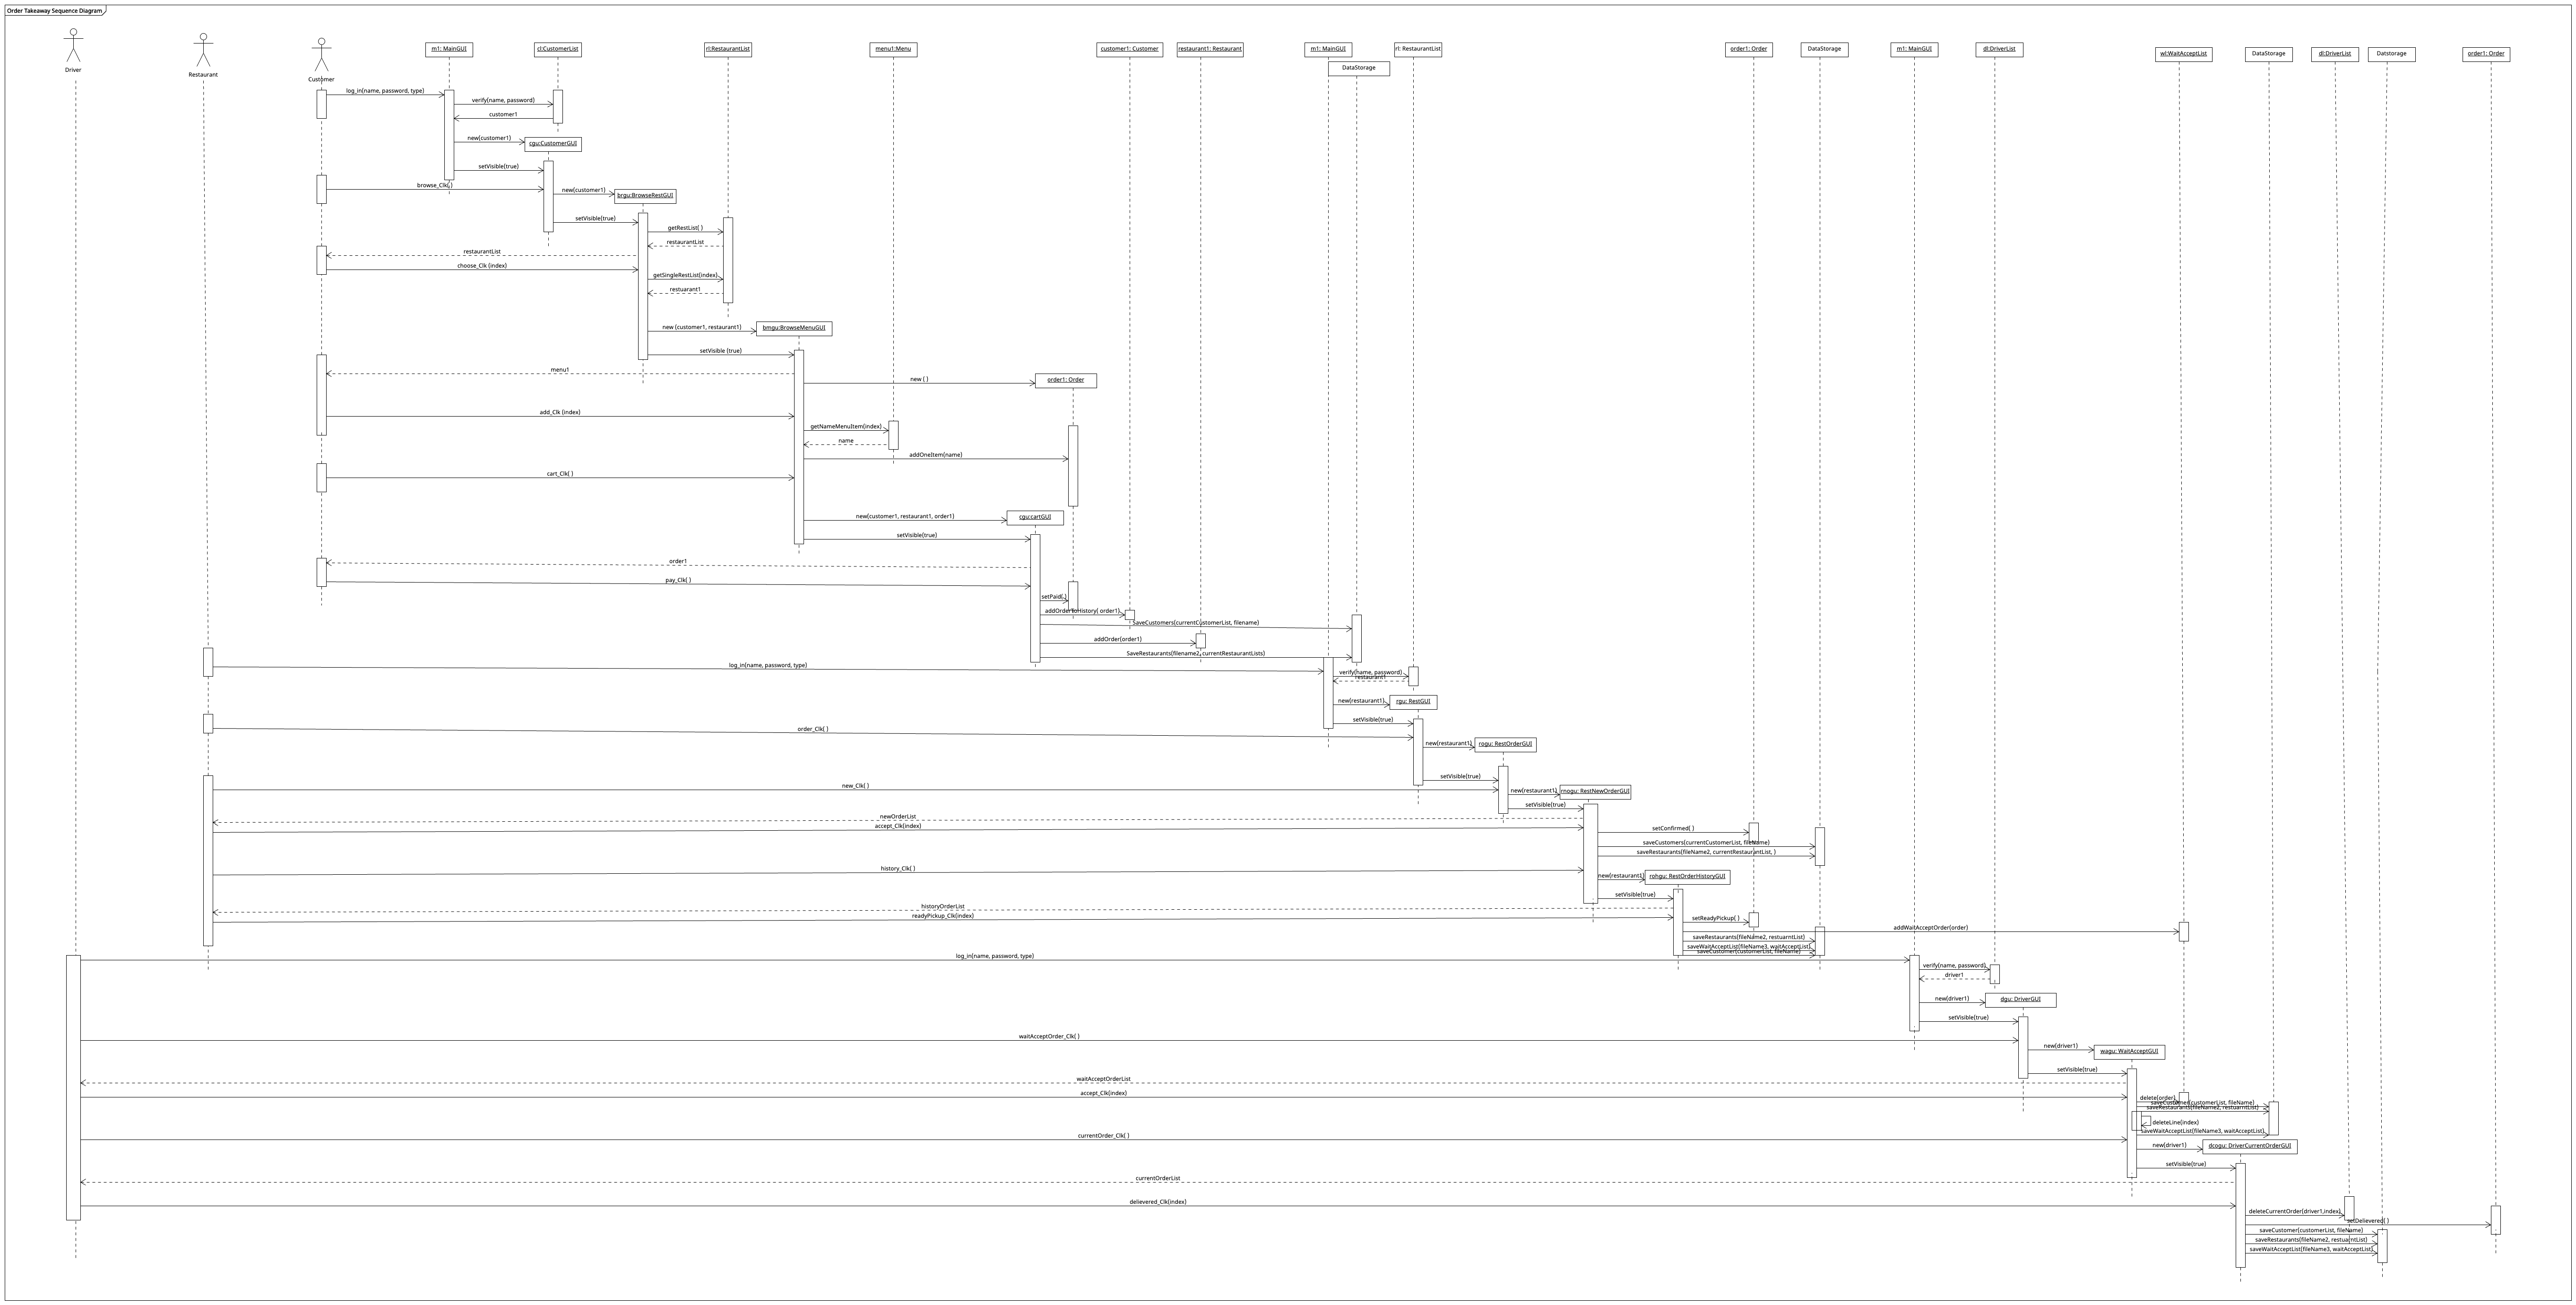 Order Takeaway Sequence Diagram
Driver
Restaurant
Customer
m1: MainGUI
cl:CustomerList
rl:RestaurantList
menu1:Menu
customer1: Customer
restaurant1: Restaurant
m1: MainGUI
DataStorage
rl: RestaurantList
order1: Order
DataStorage
m1: MainGUI
dl:DriverList
wl:WaitAcceptList
DataStorage
dl:DriverList
Datstorage
order1: Order
log_in(name, password, type)
verify(name, password)
customer1
new(customer1)
cgu:CustomerGUI
setVisible(true)
browse_Clk( )
new(customer1)
brgu:BrowseRestGUI
setVisible(true)
getRestList( )
restaurantList
restaurantList
choose_Clk (index)
getSingleRestList(index)
restuarant1
new (customer1, restaurant1)
bmgu:BrowseMenuGUI
setVisible (true)
menu1
new ( )
order1: Order
add_Clk (index)
getNameMenuItem(index)
name
addOneItem(name)
cart_Clk( )
new(customer1, restaurant1, order1)
cgu:cartGUI
setVisible(true)
order1
pay_Clk( )
setPaid( )
addOrderToHistory( order1)
SaveCustomers(currentCustomerList, filename)
addOrder(order1)
SaveRestaurants(filename2, currentRestaurantLists)
log_in(name, password, type)
verify(name, password)
restaurant1
new(restaurant1)
rgu: RestGUI
setVisible(true)
order_Clk( )
new(restaurant1)
rogu: RestOrderGUI
setVisible(true)
new_Clk( )
new(restaurant1)
rnogu: RestNewOrderGUI
setVisible(true)
newOrderList
accept_Clk(index)
setConfirmed( )
saveCustomers(currentCustomerList, fileName)
saveRestaurants(fileName2, currentRestaurantList, )
history_Clk( )
new(restaurant1)
rohgu: RestOrderHistoryGUI
setVisible(true)
historyOrderList
readyPickup_Clk(index)
setReadyPickup( )
addWaitAcceptOrder(order)
saveRestaurants(fileName2, restuarntList)
saveWaitAcceptList(fileName3, waitAcceptList)
saveCustomer(customerList, fileName)
log_in(name, password, type)
verify(name, password)
driver1
new(driver1)
dgu: DriverGUI
setVisible(true)
waitAcceptOrder_Clk( )
new(driver1)
wagu: WaitAcceptGUI
setVisible(true)
waitAcceptOrderList
accept_Clk(index)
delete(order)
saveCustomer(customerList, fileName)
saveRestaurants(fileName2, restuarntList)
deleteLine(index)
saveWaitAcceptList(fileName3, waitAcceptList)
currentOrder_Clk( )
new(driver1)
dcogu: DriverCurrentOrderGUI
setVisible(true)
currentOrderList
delievered_Clk(index)
deleteCurrentOrder(driver1,index)
setDelievered( )
saveCustomer(customerList, fileName)
saveRestaurants(fileName2, restuarntList)
saveWaitAcceptList(fileName3, waitAcceptList)